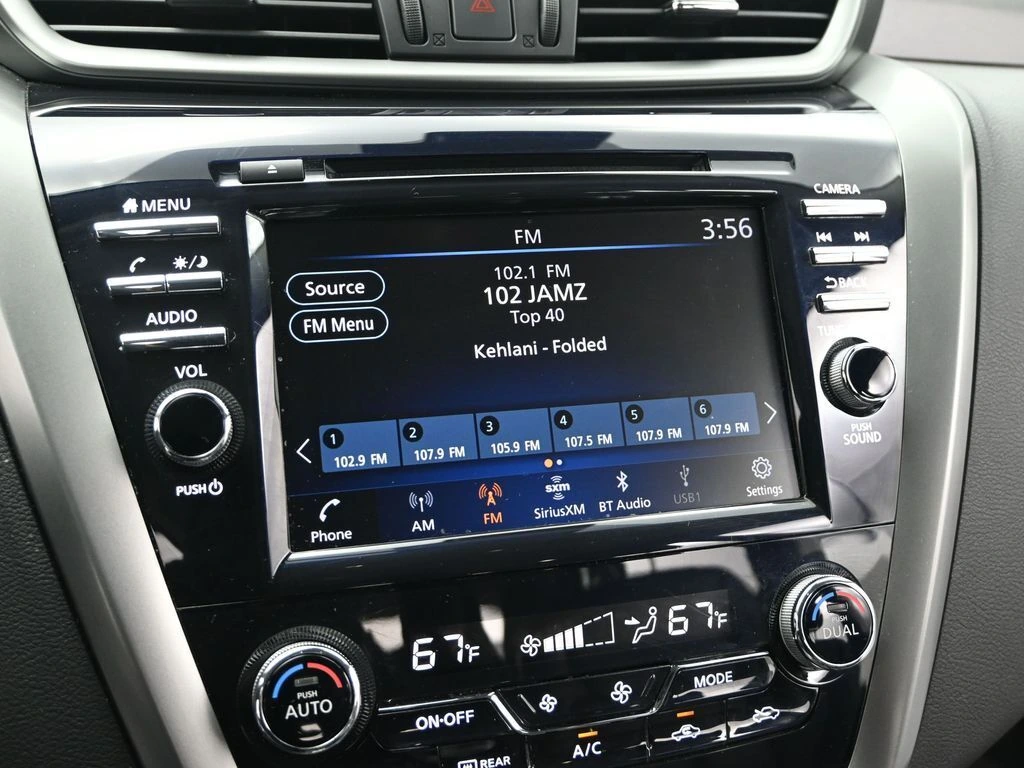 MENU
AUDIO
VOL
PUSH
FM
3:56
Source
FM Menu
102.1 FM
102 JAMZ
Top 40
Kehlani - Folded
1 102.9 FM
2 107.9 FM
3 105.9 FM
4 107.5 FM
5 107.9 FM
6 107.9 FM
Phone
AM
FM
sxm
SiriusXM
BT Audio
USB1
Settings
CAMERA
BACK
PUSH
SOUND
67°F
67°F
PUSH
AUTO
PUSH
DUAL
ON·OFF
MODE
A/C
REAR